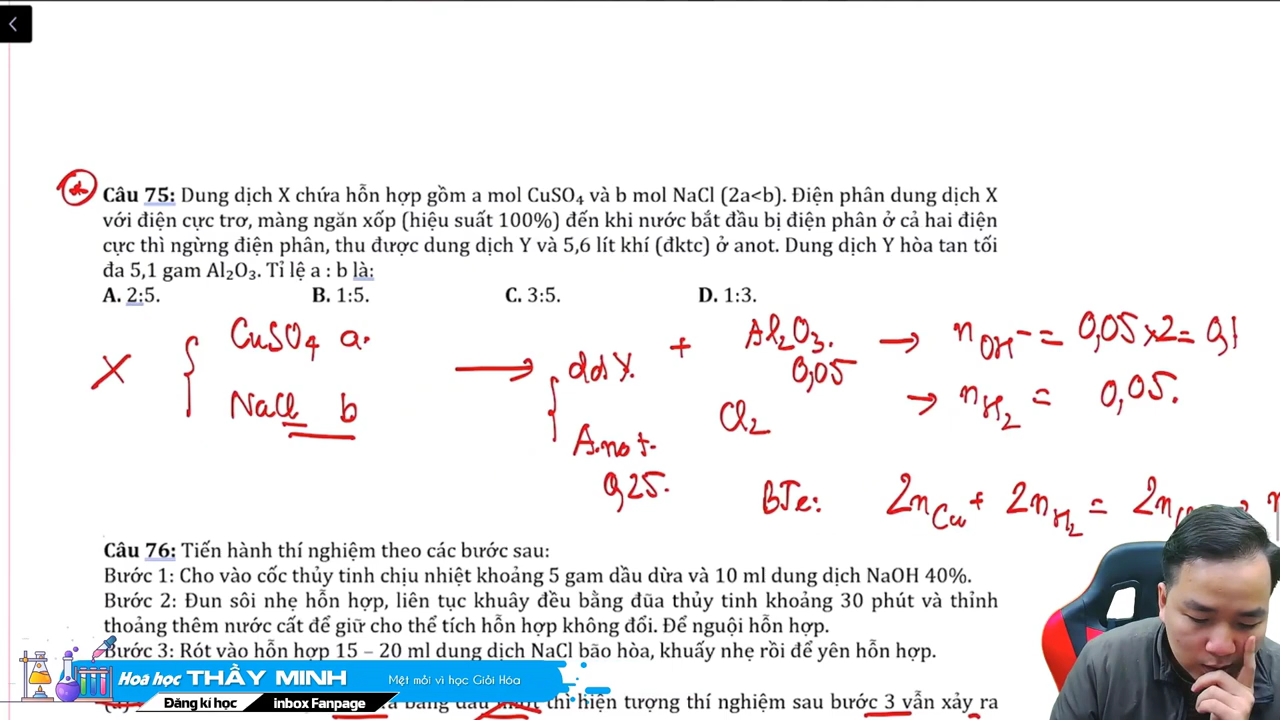 Câu 75: Dung dịch X chứa hỗn hợp gồm a mol CuSO₄ và b mol NaCl (2a<b). Điện phân dung dịch X
với điện cực trơ, màng ngăn xốp (hiệu suất 100%) đến khi nước bắt đầu bị điện phân ở cả hai điện
cực thì ngừng điện phân, thu được dung dịch Y và 5,6 lít khí (đktc) ở anot. Dung dịch Y hòa tan tối
đa 5,1 gam Al₂O₃. Tỉ lệ a : b là:
A. 2:5. B. 1:5. C. 3:5. D. 1:3.
X { CuSO₄ a.
NaCl b
→ dd Y. + Al₂O₃. 0,05
Anot. 0,25.
Cl₂
→ nOH⁻ = 0,05×2 = 0,1
→ nH₂ = 0,05.
BTe: 2nCu + 2nH₂ = 2n
Câu 76: Tiến hành thí nghiệm theo các bước sau:
Bước 1: Cho vào cốc thủy tinh chịu nhiệt khoảng 5 gam dầu dừa và 10 ml dung dịch NaOH 40%.
Bước 2: Đun sôi nhẹ hỗn hợp, liên tục khuấy đều bằng đũa thủy tinh khoảng 30 phút và thỉnh
thoảng thêm nước cất để giữ cho thể tích hỗn hợp không đổi. Để nguội hỗn hợp.
Bước 3: Rót vào hỗn hợp 15 – 20 ml dung dịch NaCl bão hòa, khuấy nhẹ rồi để yên hỗn hợp.
thì hiện tượng thí nghiệm sau bước 3 vẫn xảy ra
Hoá học THẦY MINH
Mệt mỏi vì học Giỏi Hóa
Đăng kí học inbox Fanpage